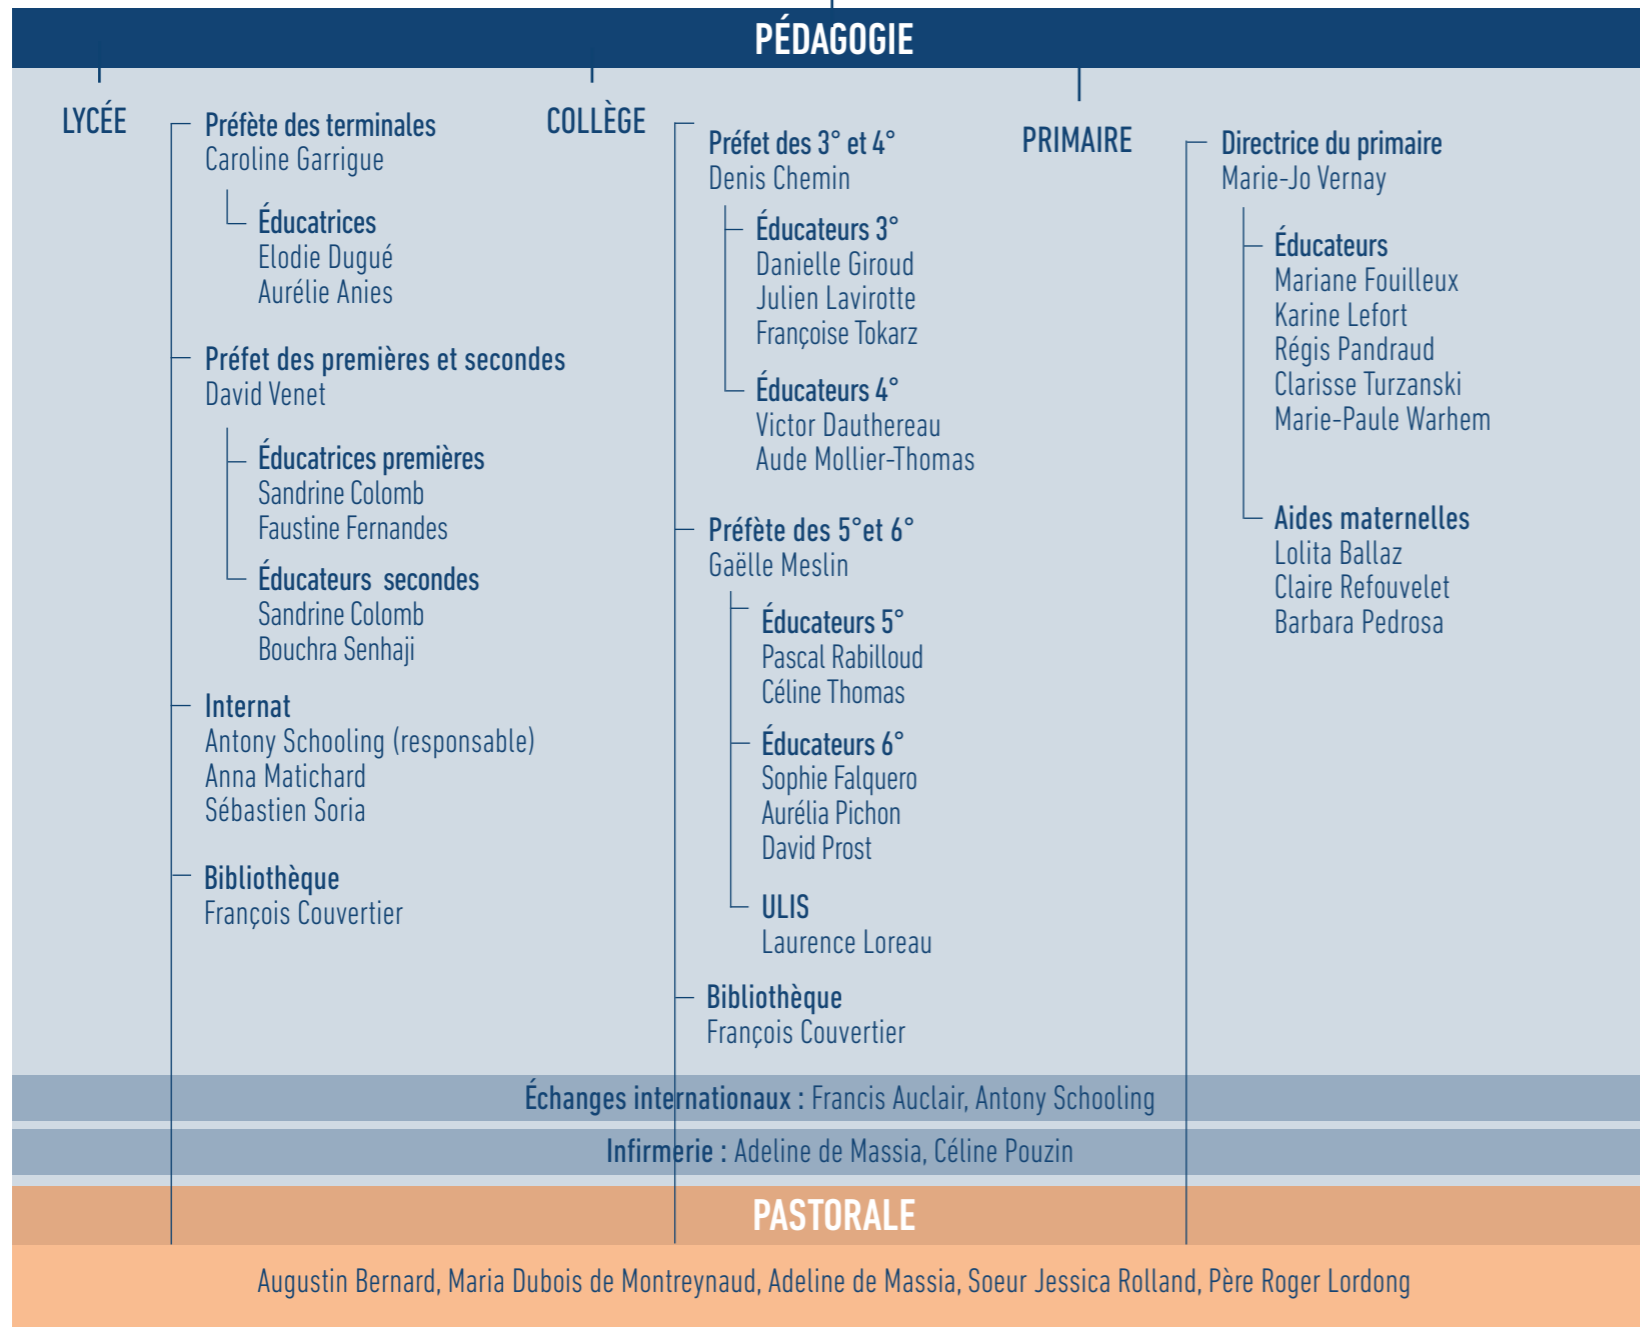 PÉDAGOGIE
LYCÉE
Préfète des terminales
Caroline Garrigue
Éducatrices
Elodie Dugué
Aurélie Anies
Préfet des premières et secondes
David Venet
Éducatrices premières
Sandrine Colomb
Faustine Fernandes
Éducateurs secondes
Sandrine Colomb
Bouchra Senhaji
Internat
Antony Schooling (responsable)
Anna Matichard
Sébastien Soria
Bibliothèque
François Couvertier
COLLÈGE
Préfet des 3° et 4°
Denis Chemin
Éducateurs 3°
Danielle Giroud
Julien Lavirotte
Françoise Tokarz
Éducateurs 4°
Victor Dauthereau
Aude Mollier-Thomas
Préfète des 5°et 6°
Gaëlle Meslin
Éducateurs 5°
Pascal Rabilloud
Céline Thomas
Éducateurs 6°
Sophie Falquero
Aurélia Pichon
David Prost
ULIS
Laurence Loreau
Bibliothèque
François Couvertier
PRIMAIRE
Directrice du primaire
Marie-Jo Vernay
Éducateurs
Mariane Fouilleux
Karine Lefort
Régis Pandraud
Clarisse Turzanski
Marie-Paule Warhem
Aides maternelles
Lolita Ballaz
Claire Refouvelet
Barbara Pedrosa
Échanges internationaux : Francis Auclair, Antony Schooling
Infirmerie : Adeline de Massia, Céline Pouzin
PASTORALE
Augustin Bernard, Maria Dubois de Montreynaud, Adeline de Massia, Soeur Jessica Rolland, Père Roger Lordong